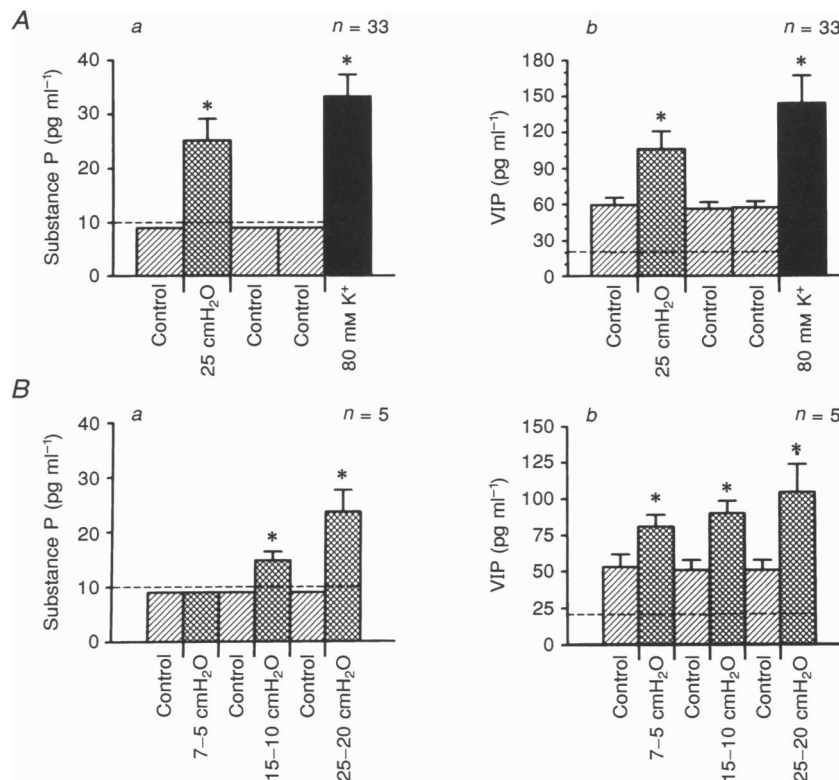 A
a
n = 33
Substance P (pg ml⁻¹)
40
30
20
10
0
Control
25 cmH₂O
Control
Control
80 mM K⁺
b
n = 33
VIP (pg ml⁻¹)
180
150
120
90
60
30
0
Control
25 cmH₂O
Control
Control
80 mM K⁺
B
a
n = 5
Substance P (pg ml⁻¹)
40
30
20
10
0
Control
7–5 cmH₂O
Control
15–10 cmH₂O
Control
25–20 cmH₂O
b
n = 5
VIP (pg ml⁻¹)
150
125
100
75
50
25
0
Control
7–5 cmH₂O
Control
15–10 cmH₂O
Control
25–20 cmH₂O